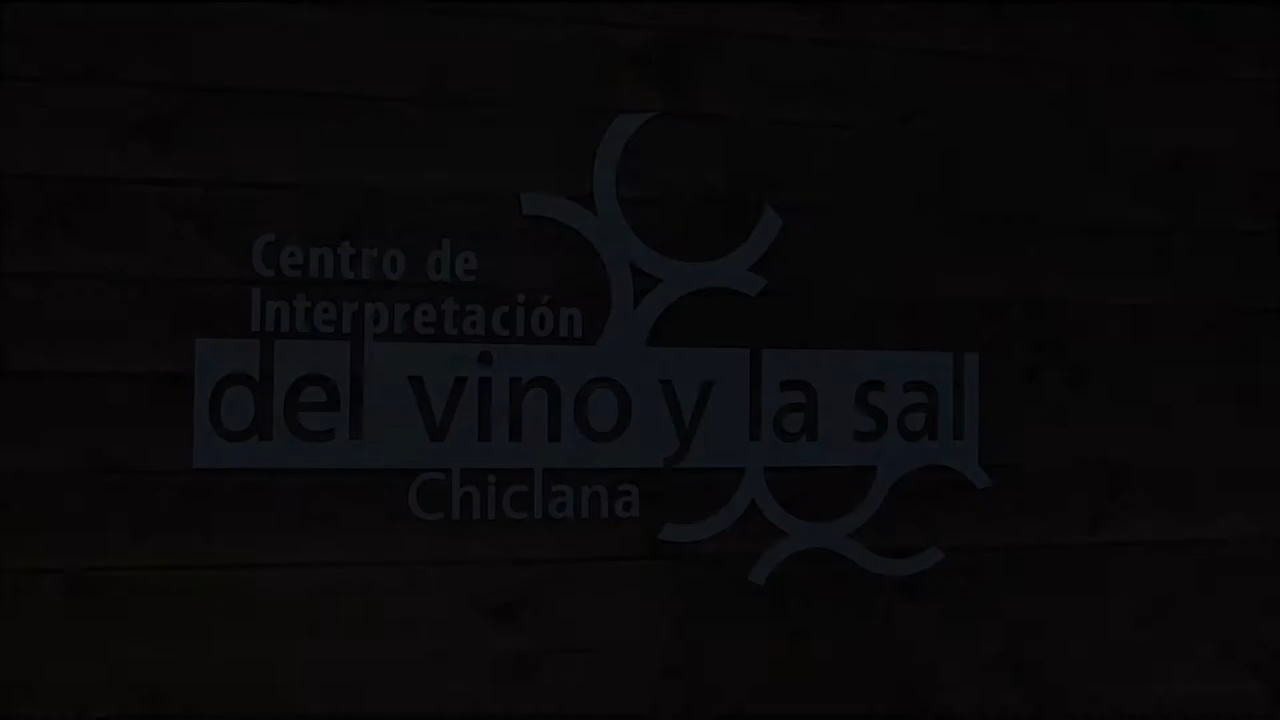 Centro de
Interpretación
del vino y la sal
Chiclana